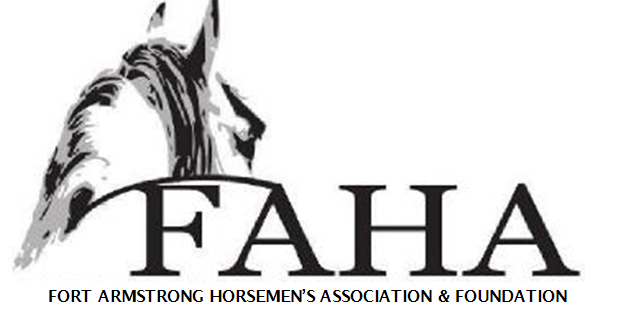 FAHA
FORT ARMSTRONG HORSEMEN'S ASSOCIATION & FOUNDATION